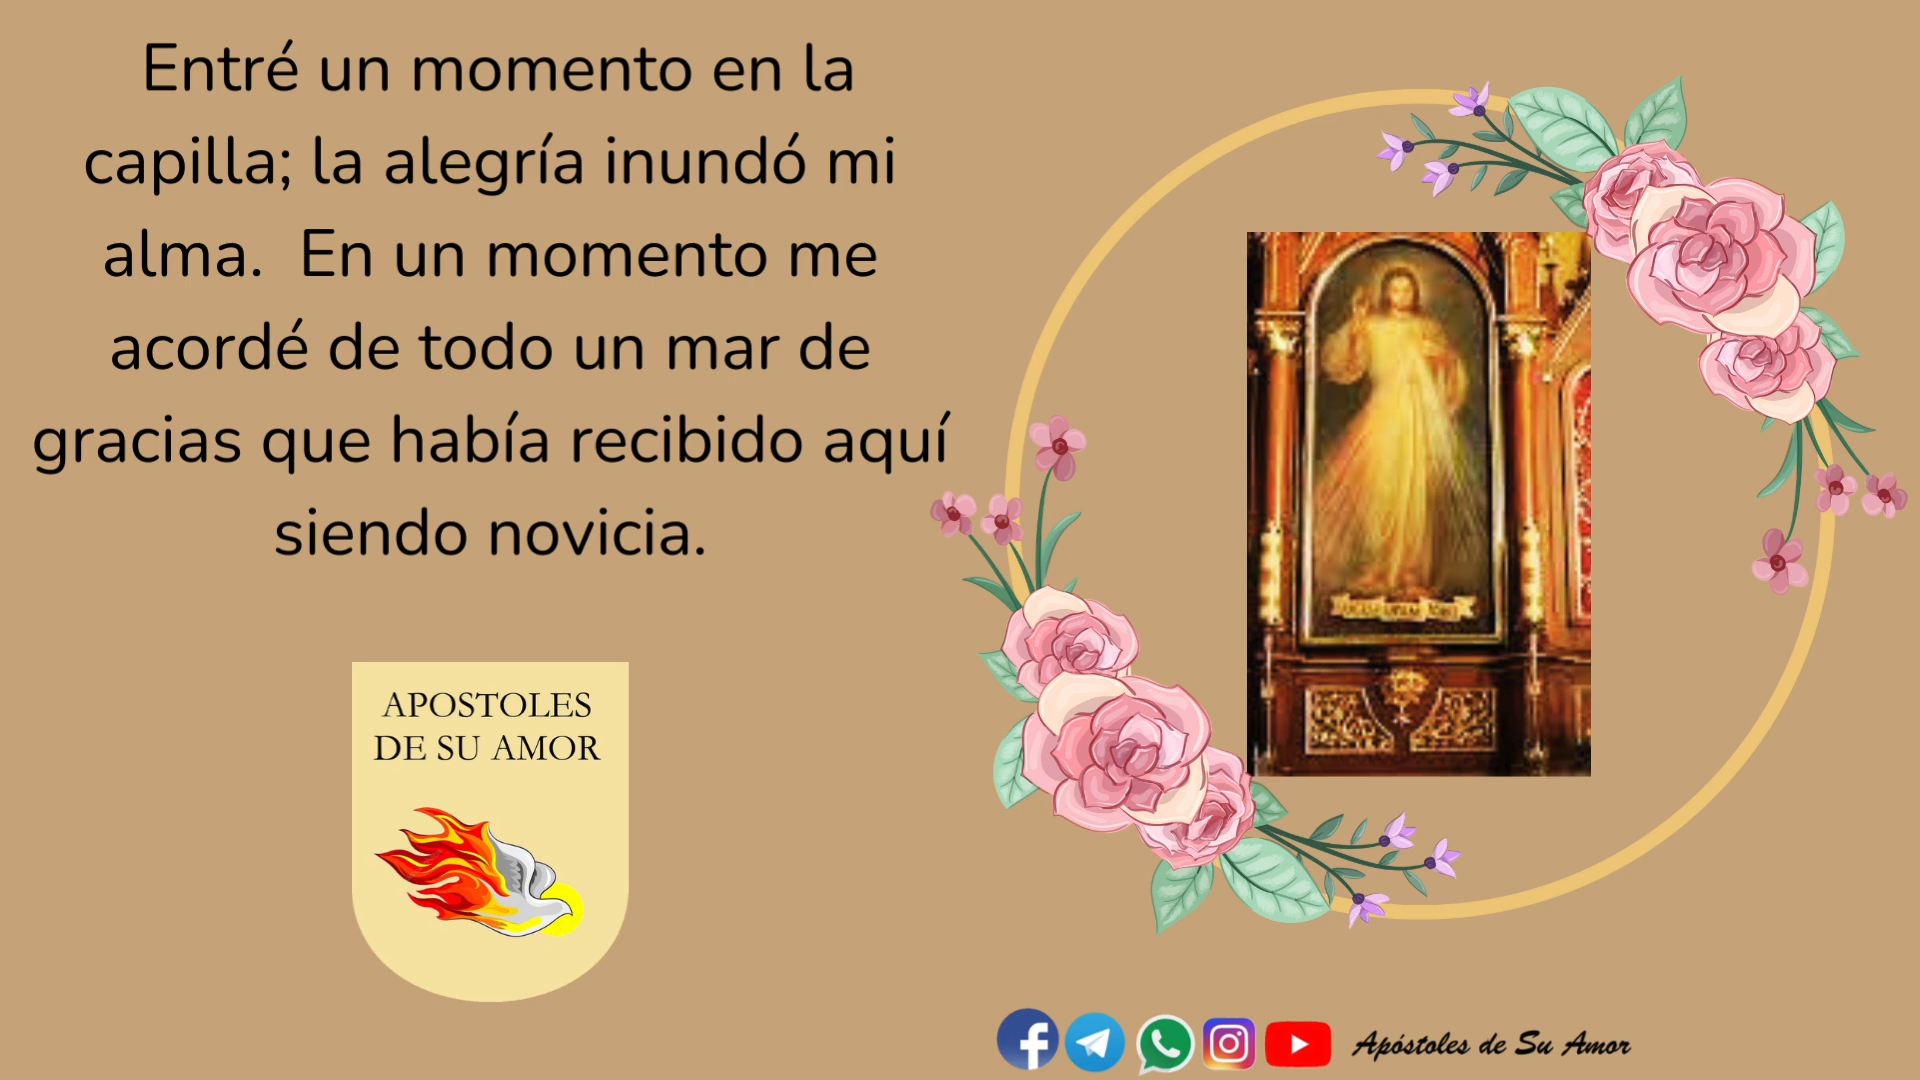 Entré un momento en la
capilla; la alegría inundó mi
alma.  En un momento me
acordé de todo un mar de
gracias que había recibido aquí
siendo novicia.
APOSTOLES
DE SU AMOR
Apóstoles de Su Amor